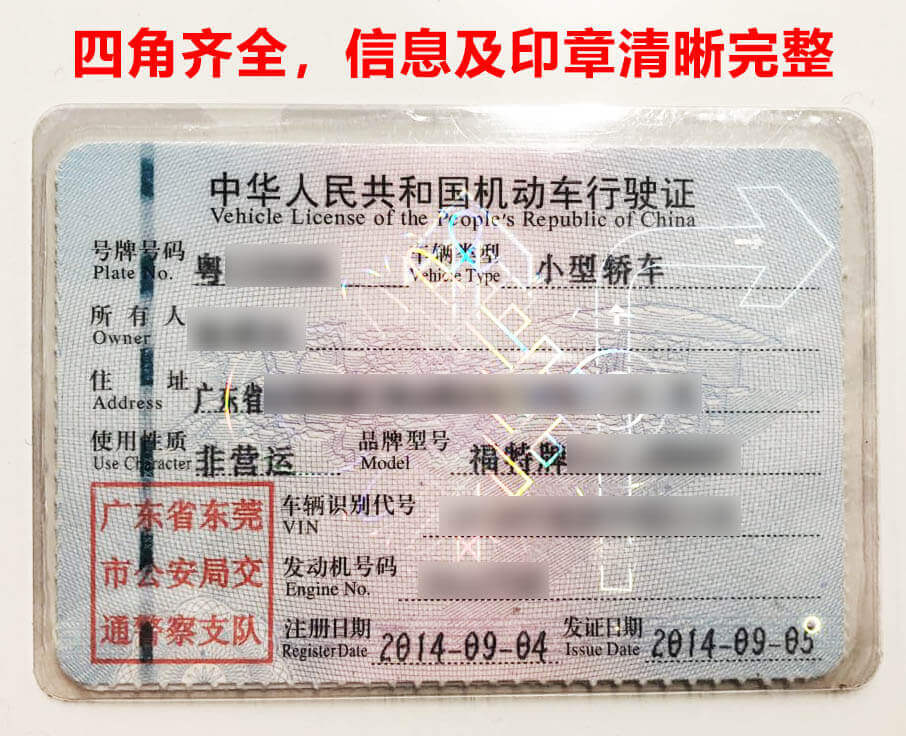 四角齐全，信息及印章清晰完整
中华人民共和国机动车行驶证
Vehicle License of the People's Republic of China
号牌号码 粤 车辆类型 小型轿车
Plate No. Vehicle Type
所有人
Owner
住址 广东省
Address
使用性质 非营运 品牌型号 福特牌
Use Character Model
广东省东莞
市公安局交
通警察支队
车辆识别代号
VIN
发动机号码
Engine No.
注册日期 2014-09-04 发证日期 2014-09-05
Register Date Issue Date